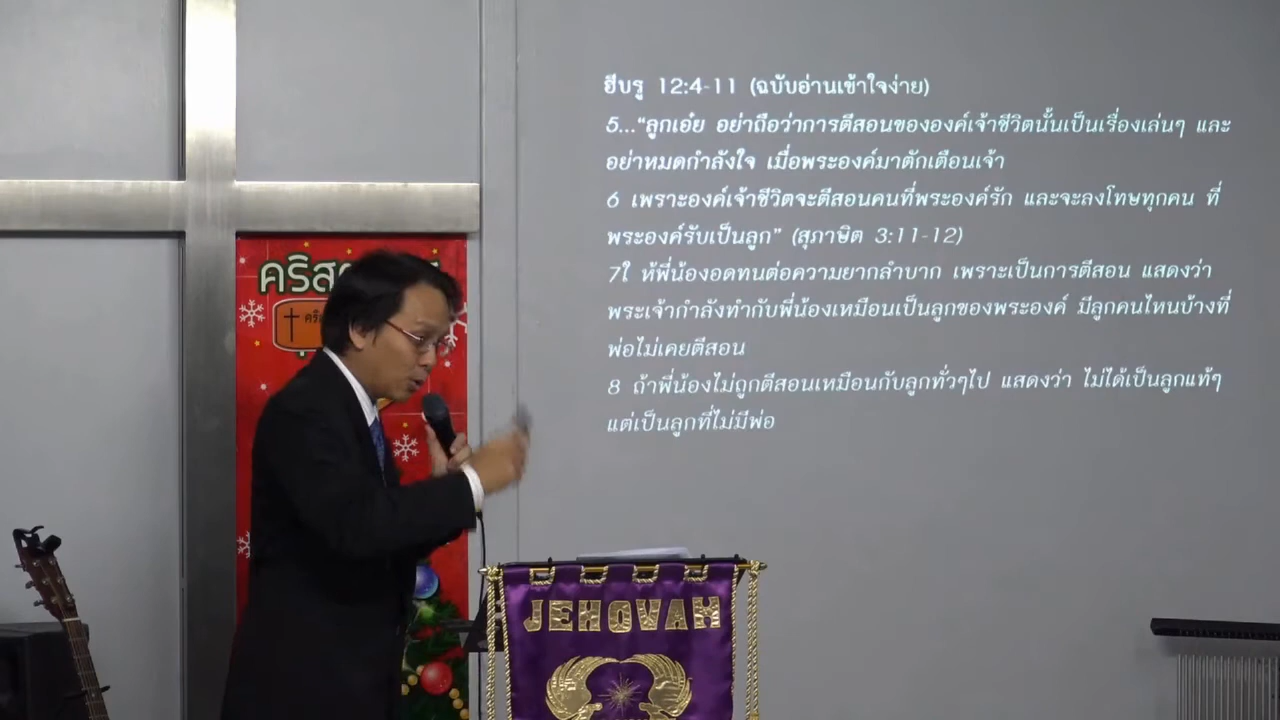 ฮีบรู 12:4-11 (ฉบับอ่านเข้าใจง่าย)
5...“ลูกเอ๋ย อย่าถือว่าการตีสอนขององค์เจ้าชีวิตนั้นเป็นเรื่องเล่นๆ และ
อย่าหมดกำลังใจ เมื่อพระองค์มาตักเตือนเจ้า
6 เพราะองค์เจ้าชีวิตจะตีสอนคนที่พระองค์รัก และจะลงโทษทุกคน ที่
พระองค์รับเป็นลูก” (สุภาษิต 3:11-12)
7ใ ห้พี่น้องอดทนต่อความยากลำบาก เพราะเป็นการตีสอน แสดงว่า
พระเจ้ากำลังทำกับพี่น้องเหมือนเป็นลูกของพระองค์ มีลูกคนไหนบ้างที่
พ่อไม่เคยตีสอน
8 ถ้าพี่น้องไม่ถูกตีสอนเหมือนกับลูกทั่วๆไป แสดงว่า ไม่ได้เป็นลูกแท้ๆ
แต่เป็นลูกที่ไม่มีพ่อ
JEHOVAH